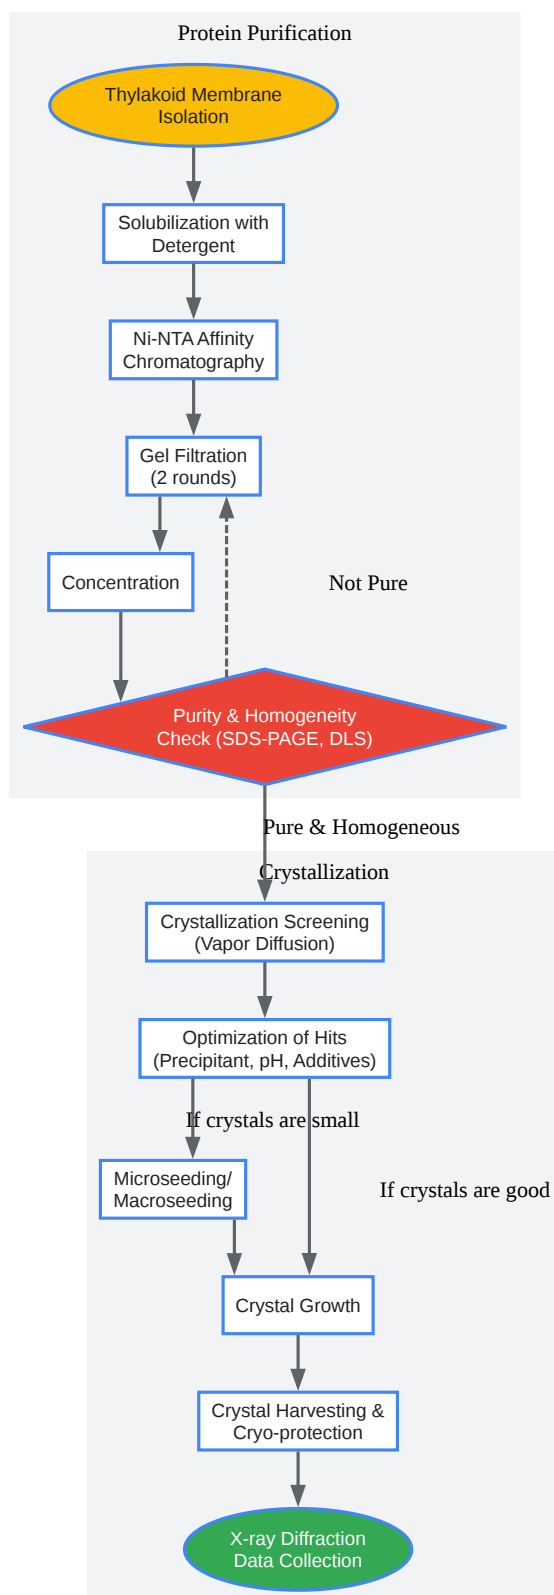 Protein Purification
Thylakoid Membrane
Isolation
Solubilization with
Detergent
Ni-NTA Affinity
Chromatography
Gel Filtration
(2 rounds)
Concentration
Not Pure
Purity & Homogeneity
Check (SDS-PAGE, DLS)
Pure & Homogeneous
Crystallization
Crystallization Screening
(Vapor Diffusion)
Optimization of Hits
(Precipitant, pH, Additives)
If crystals are small
Microseeding/
Macroseeding
If crystals are good
Crystal Growth
Crystal Harvesting &
Cryo-protection
X-ray Diffraction
Data Collection